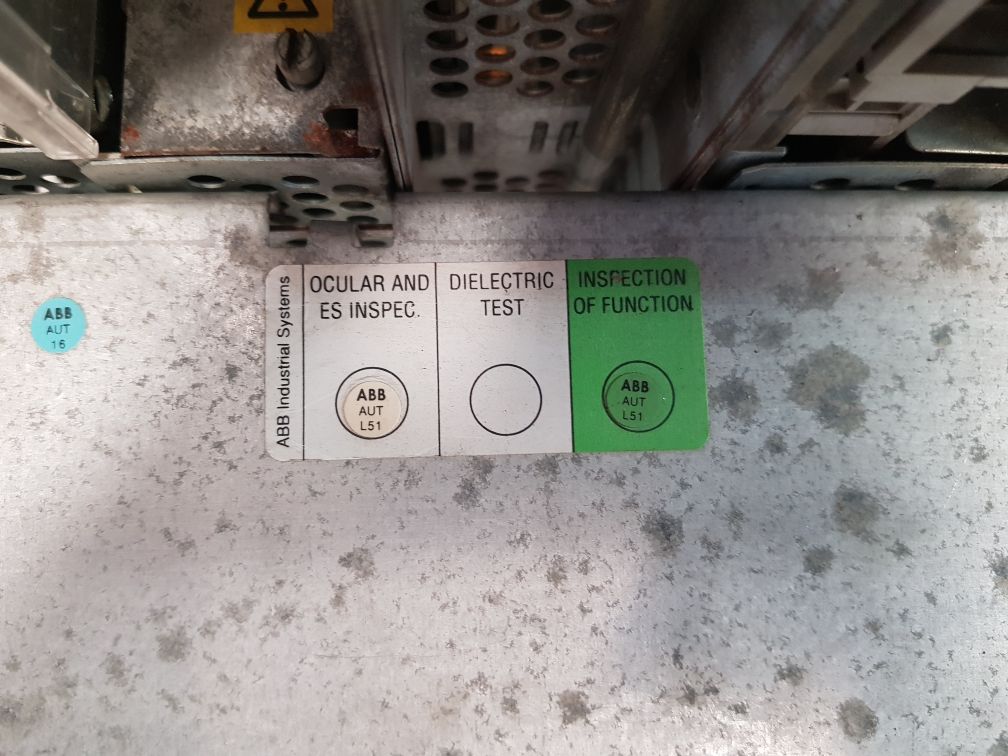 ABB
AUT
16
ABB Industrial Systems
OCULAR AND
ES INSPEC.
ABB
AUT
L51
DIELECTRIC
TEST
INSPECTION
OF FUNCTION
ABB
AUT
L51